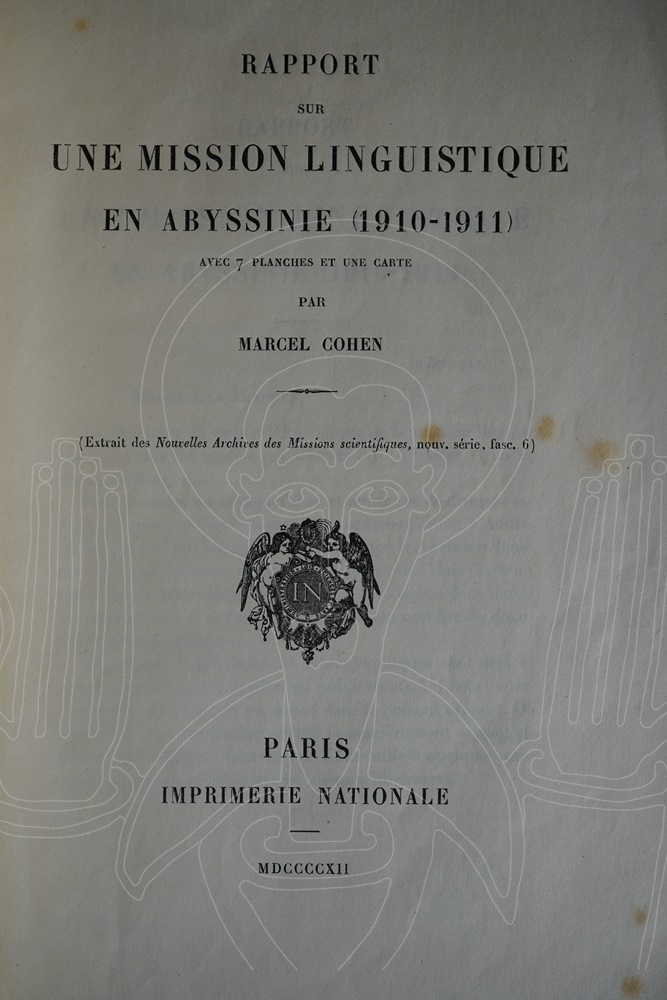 RAPPORT
SUR
UNE MISSION LINGUISTIQUE
EN ABYSSINIE (1910-1911)
AVEC 7 PLANCHES ET UNE CARTE
PAR
MARCEL COHEN
(Extrait des Nouvelles Archives des Missions scientifiques, nouv. série, fasc. 6)
IN
PARIS
IMPRIMERIE NATIONALE
MDCCCCXII